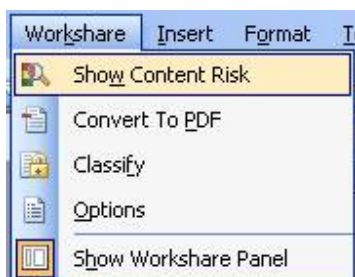 Workshare Insert Format
Show Content Risk
Convert To PDF
Classify
Options
Show Workshare Panel